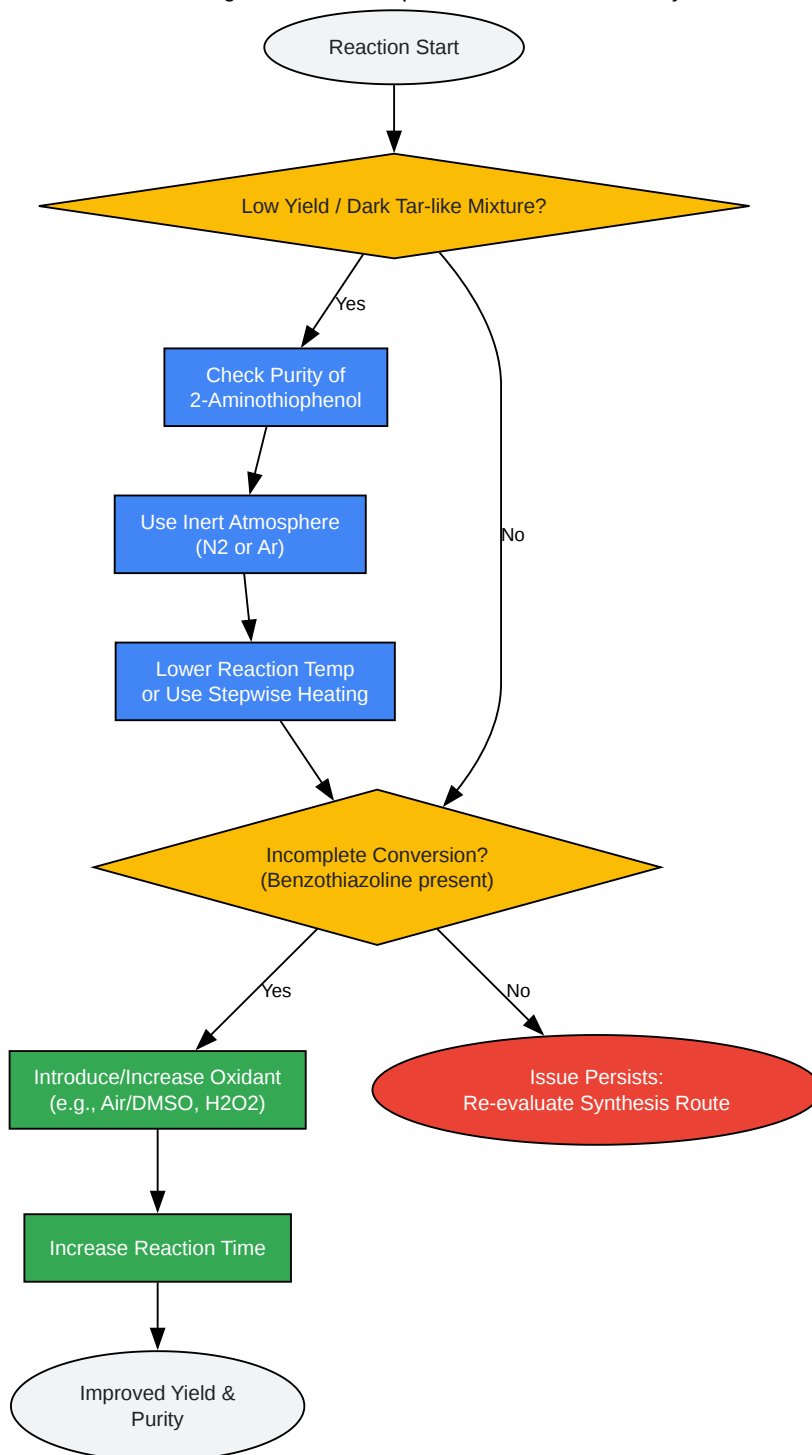 Reaction Start
Low Yield / Dark Tar-like Mixture?
Yes
Check Purity of
2-Aminothiophenol
Use Inert Atmosphere
(N2 or Ar)
No
Lower Reaction Temp
or Use Stepwise Heating
Incomplete Conversion?
(Benzothiazoline present)
Yes
No
Introduce/Increase Oxidant
(e.g., Air/DMSO, H2O2)
Issue Persists:
Re-evaluate Synthesis Route
Increase Reaction Time
Improved Yield &
Purity